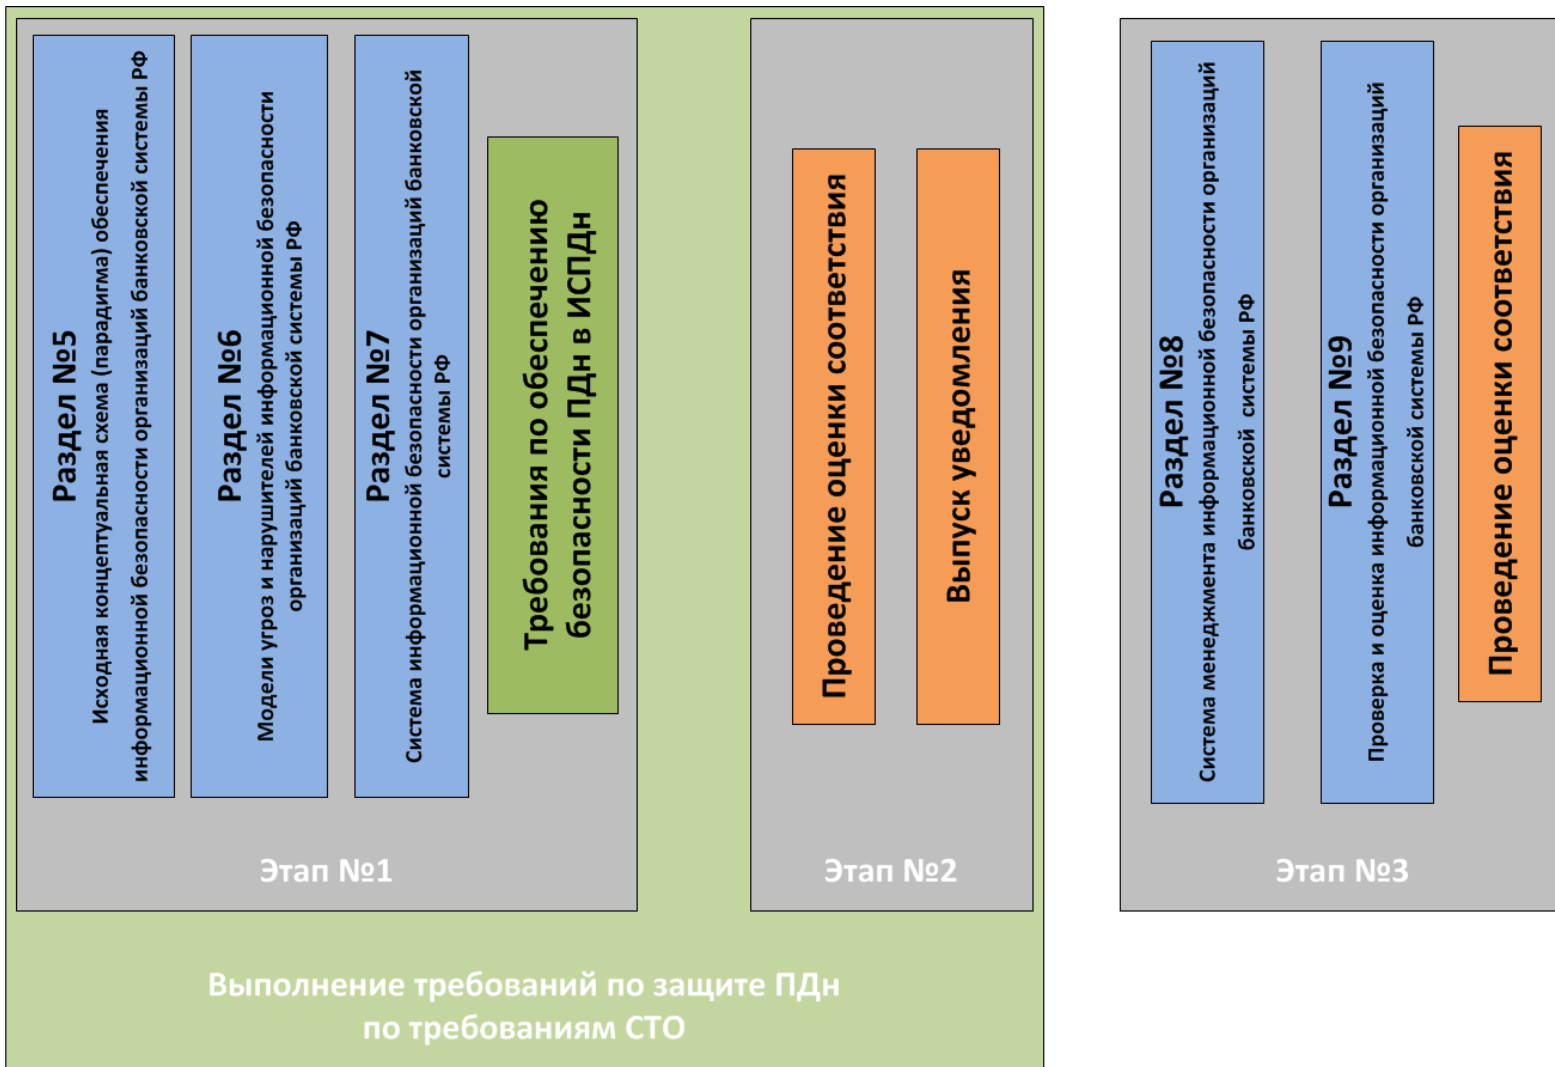 Раздел №5
Исходная концептуальная схема (парадигма) обеспечения
информационной безопасности организаций банковской системы РФ
Раздел №6
Модели угроз и нарушителей информационной безопасности
организаций банковской системы РФ
Раздел №7
Система информационной безопасности организаций банковской
системы РФ
Требования по обеспечению
безопасности ПДн в ИСПДн
Этап №1
Проведение оценки соответствия
Выпуск уведомления
Этап №2
Выполнение требований по защите ПДн
по требованиям СТО
Раздел №8
Система менеджмента информационной безопасности организаций
банковской системы РФ
Раздел №9
Проверка и оценка информационной безопасности организаций
банковской системы РФ
Проведение оценки соответствия
Этап №3